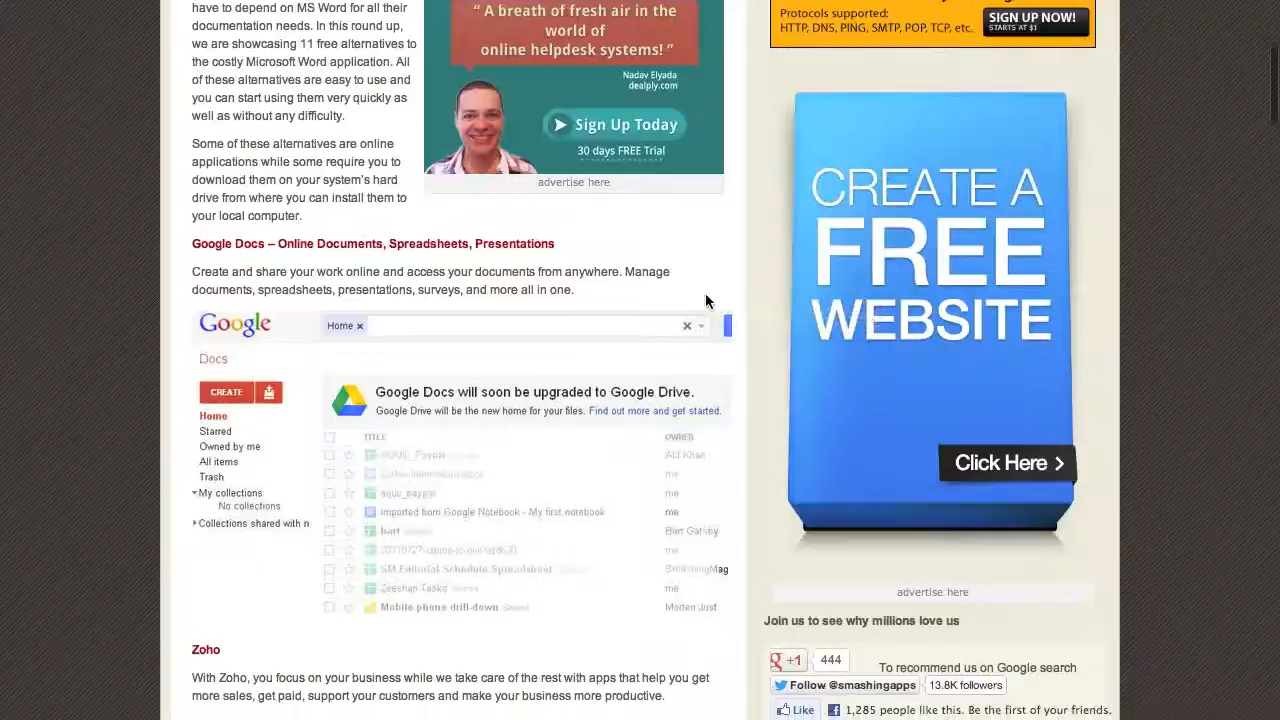 have to depend on MS Word for all their
documentation needs. In this round up,
we are showcasing 11 free alternatives to
the costly Microsoft Word application. All
of these alternatives are easy to use and
you can start using them very quickly as
well as without any difficulty.
Some of these alternatives are online
applications while some require you to
download them on your system's hard
drive from where you can install them to
your local computer.
“ A breath of fresh air in the
world of
online helpdesk systems! ”
Nadav Elyada
dealply.com
Sign Up Today
30 days FREE Trial
advertise here
Google Docs – Online Documents, Spreadsheets, Presentations
Create and share your work online and access your documents from anywhere. Manage
documents, spreadsheets, presentations, surveys, and more all in one.
Google
Home ×
Docs
CREATE
Home
Starred
Owned by me
All items
Trash
My collections
No collections
Collections shared with n
Google Docs will soon be upgraded to Google Drive.
Google Drive will be the new home for your files. Find out more and get started.
TITLE OWNER
me
me
Imported from Google Notebook - My first notebook me
hart Bert Gatsby
me
SM Editorial Schedule Spreadsheet SmashingMag
Zeeshan Tasks me
Mobile phone drill-down Morten Just
Zoho
With Zoho, you focus on your business while we take care of the rest with apps that help you get
more sales, get paid, support your customers and make your business more productive.
Protocols supported:
HTTP, DNS, PING, SMTP, POP, TCP, etc.
SIGN UP NOW!
STARTS AT $1
CREATE A
FREE
WEBSITE
Click Here >
advertise here
Join us to see why millions love us
g +1 444 To recommend us on Google search
Follow @smashingapps 13.8K followers
Like 1,285 people like this. Be the first of your friends.